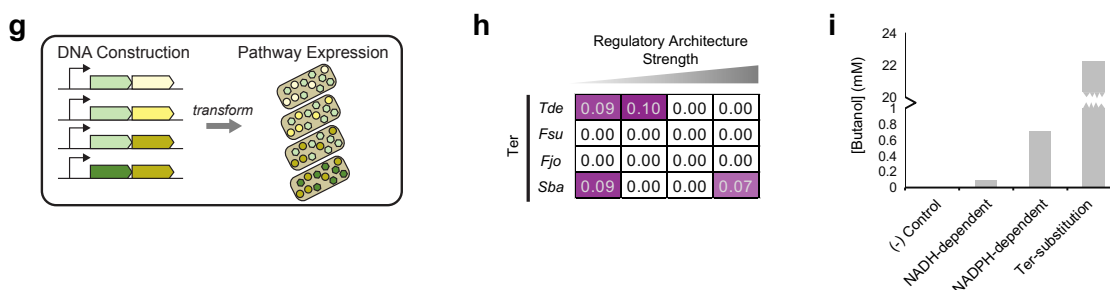 g
DNA Construction
Pathway Expression
transform
h
Regulatory Architecture
Strength
Ter
Tde 0.09 0.10 0.00 0.00
Fsu 0.00 0.00 0.00 0.00
Fjo 0.00 0.00 0.00 0.00
Sba 0.09 0.00 0.00 0.07
i
[Butanol] (mM)
24
22
20
1
0.8
0.6
0.4
0.2
0
(-) Control
NADH-dependent
NADPH-dependent
Ter-substitution